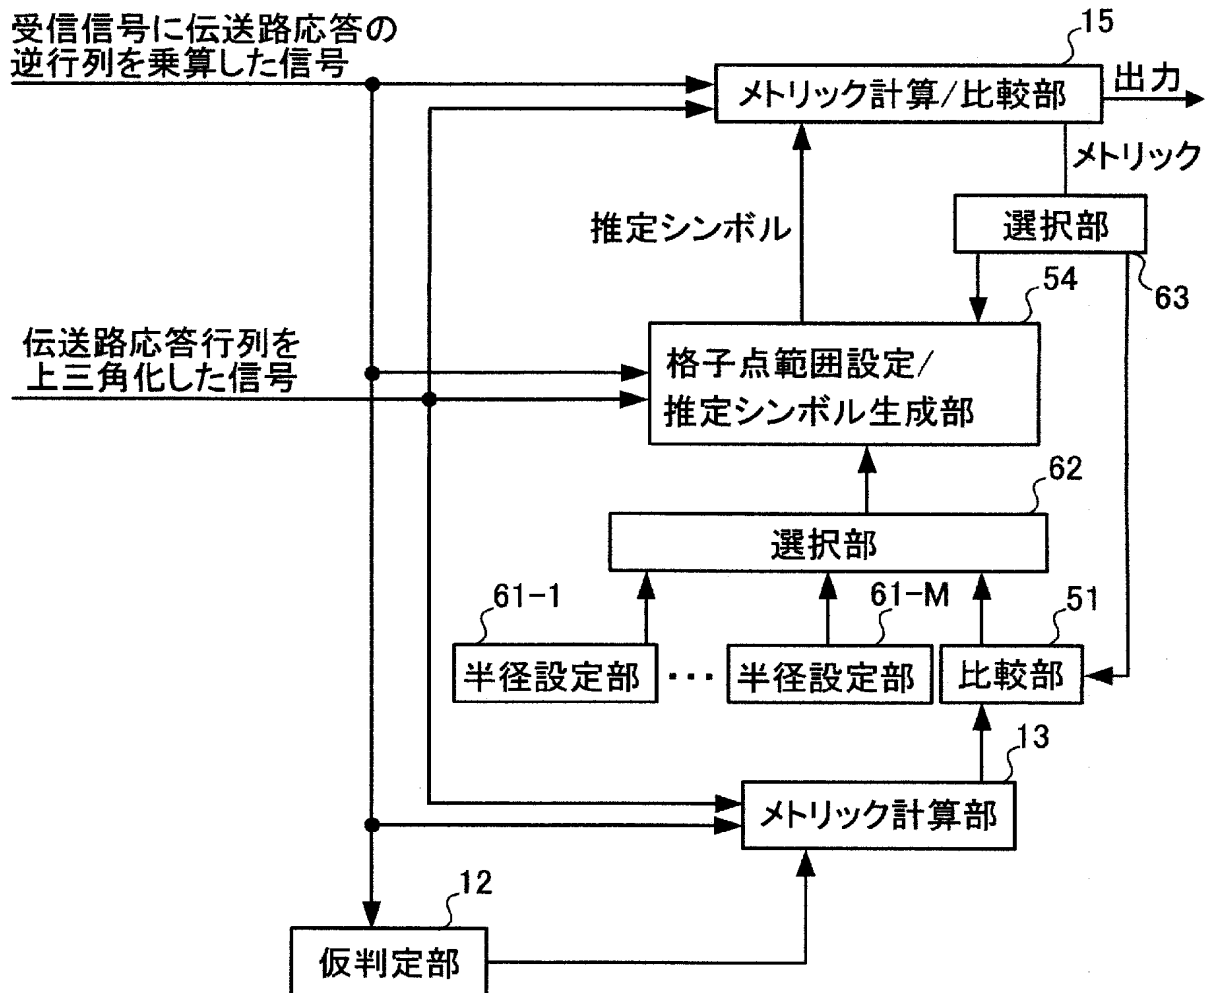 受信信号に伝送路応答の
逆行列を乗算した信号
15
メトリック計算/比較部
出力
メトリック
推定シンボル
選択部
63
54
伝送路応答行列を
上三角化した信号
格子点範囲設定/
推定シンボル生成部
62
選択部
61-1
61-M
51
半径設定部
･･･
半径設定部
比較部
13
メトリック計算部
12
仮判定部